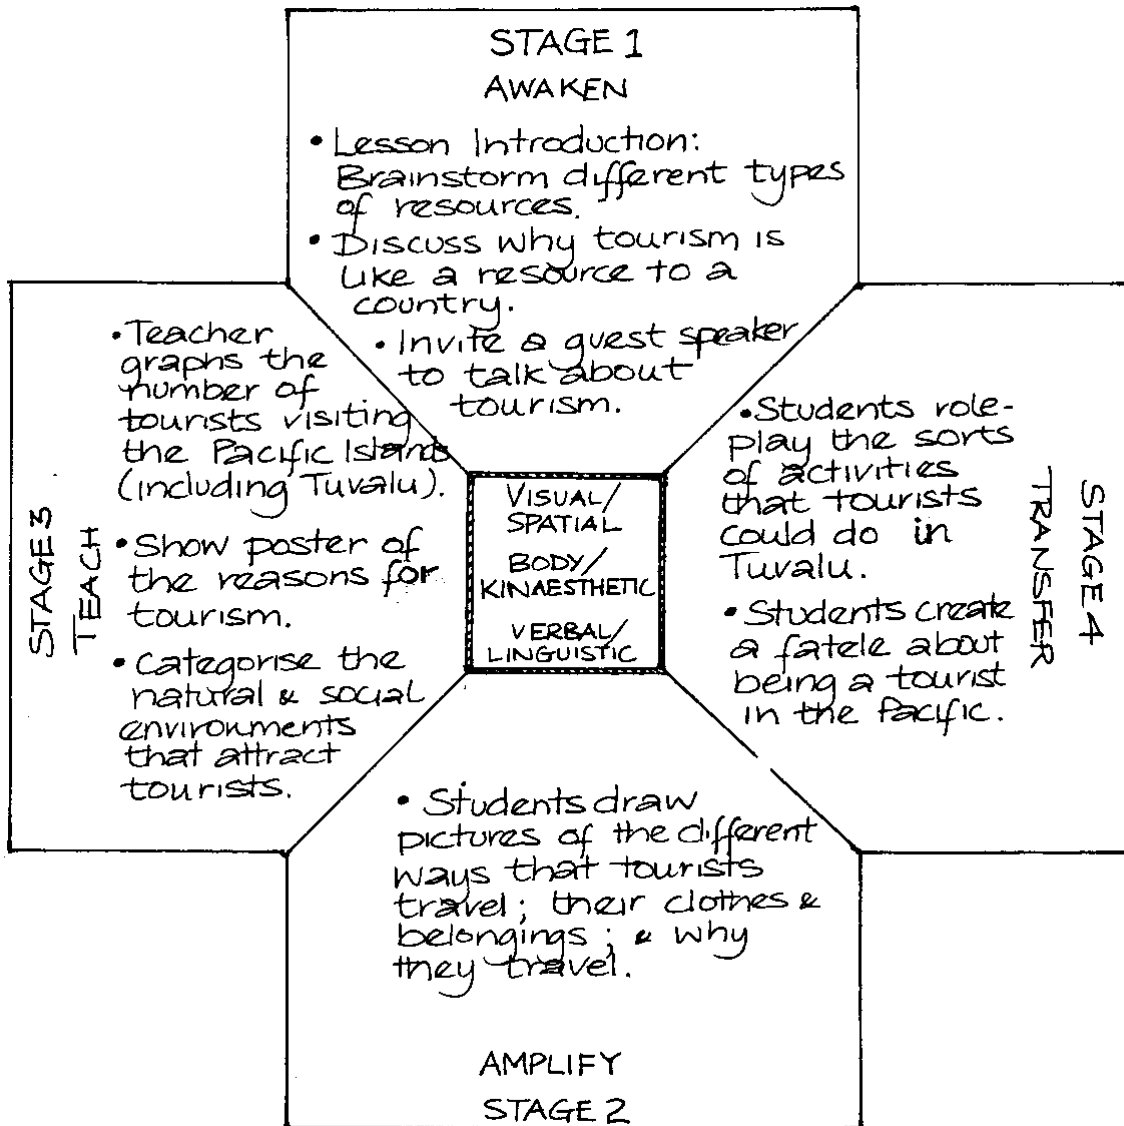 STAGE 1
AWAKEN
• Lesson Introduction:
Brainstorm different types
of resources.
• Discuss why tourism is
like a resource to a
country.
• Invite a guest speaker
to talk about
tourism.
STAGE 3
TEACH
• Teacher
graphs the
number of
tourists visiting
the Pacific Islands
(including Tuvalu).
• Show poster of
the reasons for
tourism.
• Categorise the
natural & social
environments
that attract
tourists.
VISUAL/
SPATIAL
BODY/
KINAESTHETIC
VERBAL/
LINGUISTIC
• Students role-
play the sorts
of activities
that tourists
could do in
Tuvalu.
• Students create
a fatele about
being a tourist
in the Pacific.
STAGE 4
TRANSFER
• Students draw
pictures of the different
ways that tourists
travel; their clothes &
belongings; & why
they travel.
AMPLIFY
STAGE 2